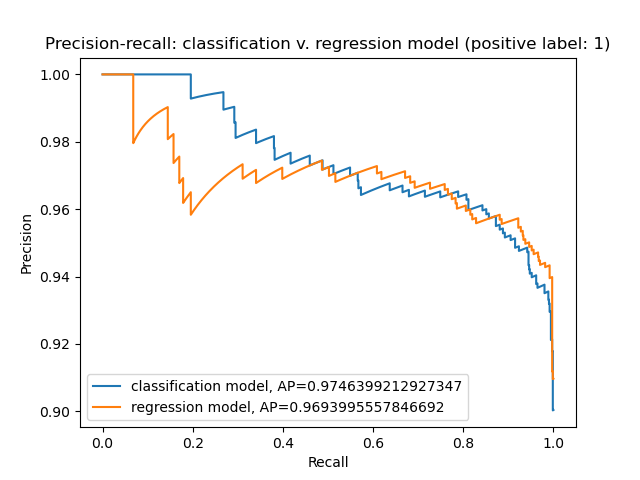 Precision-recall: classification v. regression model (positive label: 1)
1.00
0.98
0.96
0.94
0.92
0.90
Precision
classification model, AP=0.9746399212927347
regression model, AP=0.9693995557846692
0.0 0.2 0.4 0.6 0.8 1.0
Recall